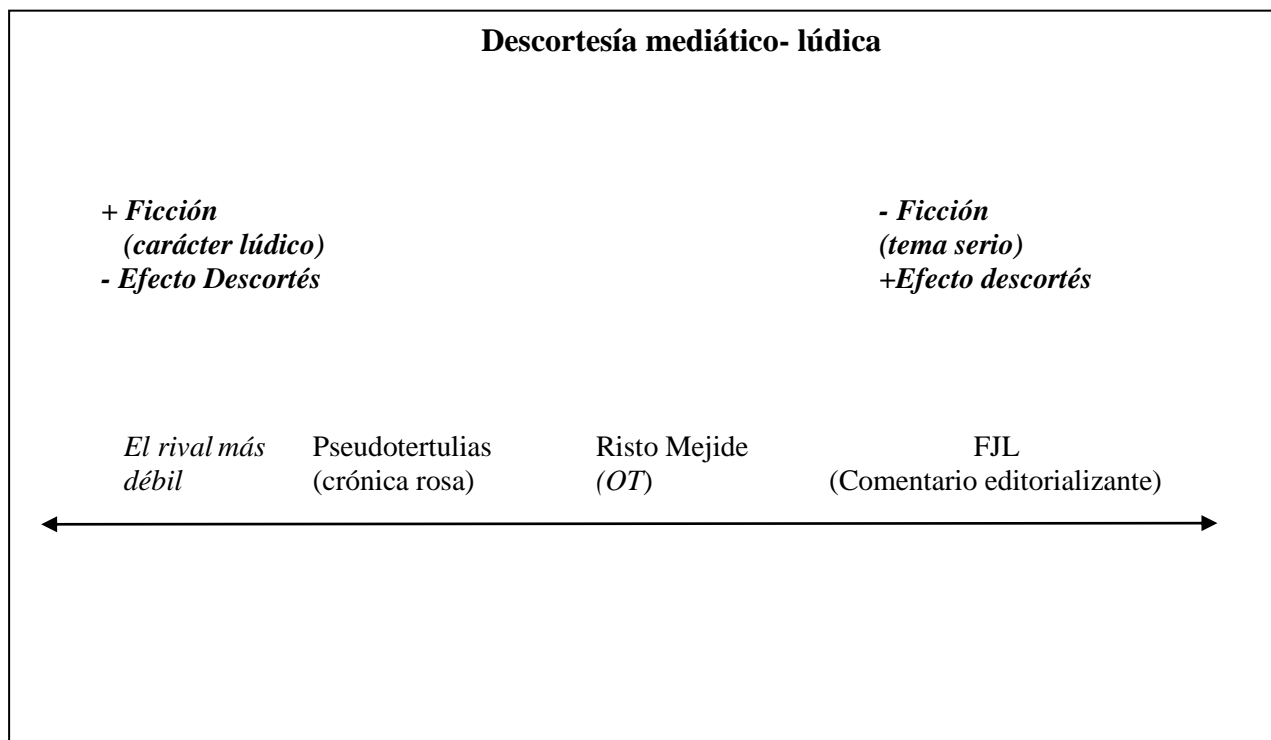 Descortesía mediático- lúdica
+ Ficción
(carácter lúdico)
- Efecto Descortés
- Ficción
(tema serio)
+Efecto descortés
El rival más
débil
Pseudotertulias
(crónica rosa)
Risto Mejide
(OT)
FJL
(Comentario editorializante)